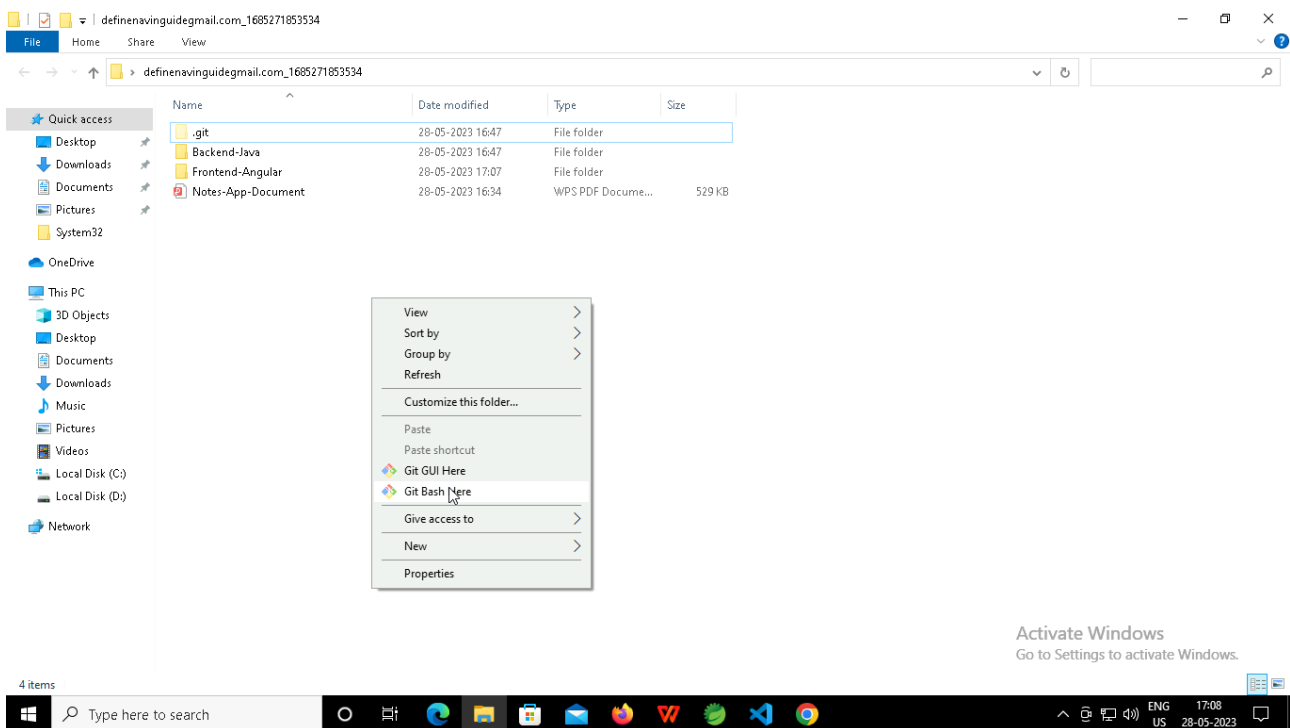 definenavinguidegmail.com_1685271853534
File Home Share View
definenavinguidegmail.com_1685271853534
Name Date modified Type Size
Quick access
Desktop
Downloads
Documents
Pictures
System32
OneDrive
This PC
3D Objects
Desktop
Documents
Downloads
Music
Pictures
Videos
Local Disk (C:)
Local Disk (D:)
Network
.git 28-05-2023 16:47 File folder
Backend-Java 28-05-2023 16:47 File folder
Frontend-Angular 28-05-2023 17:07 File folder
Notes-App-Document 28-05-2023 16:34 WPS PDF Docume... 529 KB
View
Sort by
Group by
Refresh
Customize this folder...
Paste
Paste shortcut
Git GUI Here
Git Bash Here
Give access to
New
Properties
Activate Windows
Go to Settings to activate Windows.
4 items
Type here to search
ENG
US
17:08
28-05-2023